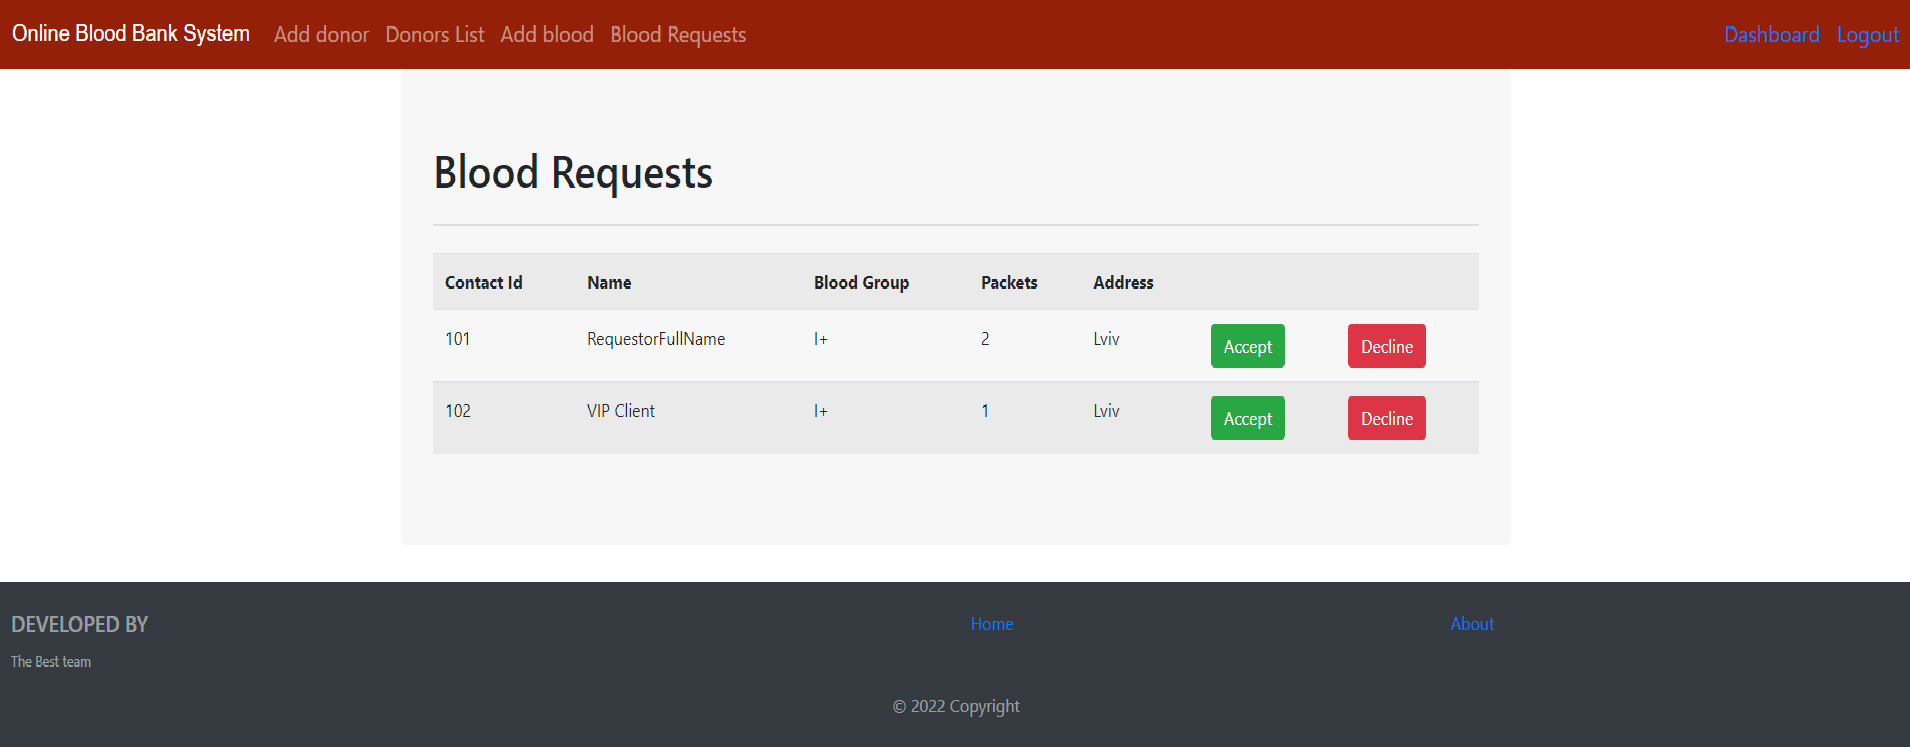 Online Blood Bank System Add donor Donors List Add blood Blood Requests Dashboard Logout
Blood Requests
Contact Id Name Blood Group Packets Address
101 RequestorFullName I+ 2 Lviv Accept Decline
102 VIP Client I+ 1 Lviv Accept Decline
DEVELOPED BY Home About
The Best team
© 2022 Copyright